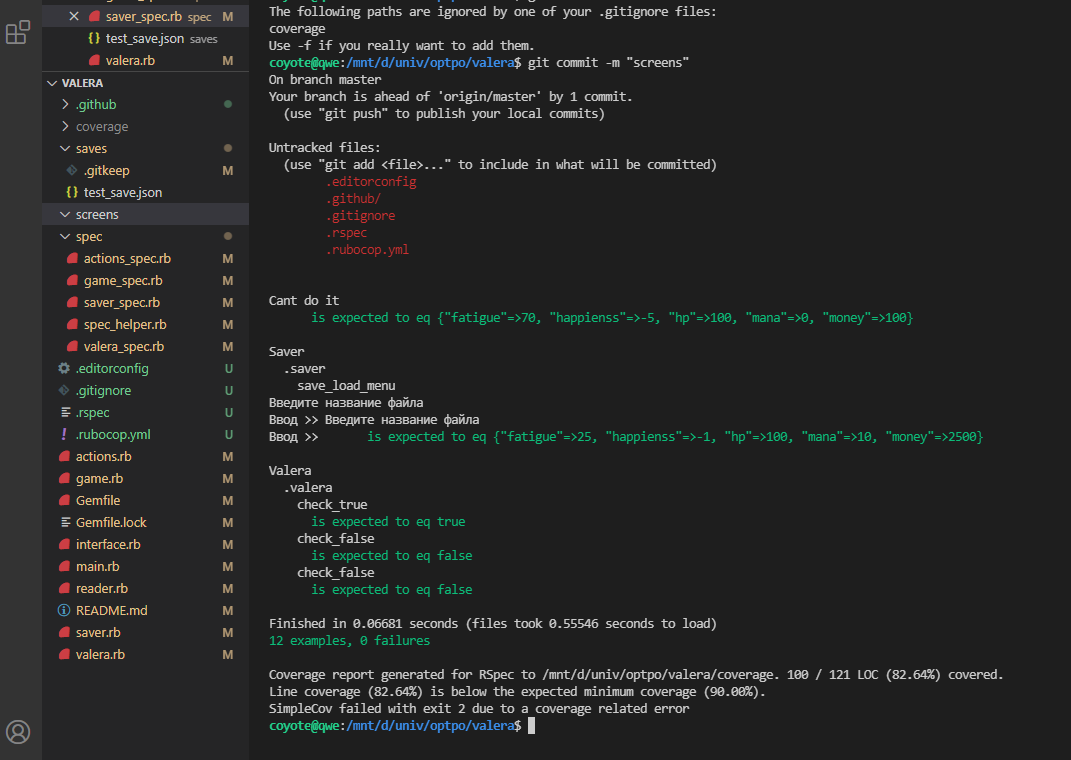 saver_spec.rb spec M
test_save.json saves
valera.rb M
VALERA
.github
coverage
saves
.gitkeep M
test_save.json
screens
spec
actions_spec.rb M
game_spec.rb M
saver_spec.rb M
spec_helper.rb M
valera_spec.rb M
.editorconfig U
.gitignore U
.rspec U
.rubocop.yml U
actions.rb M
game.rb M
Gemfile M
Gemfile.lock M
interface.rb M
main.rb M
reader.rb M
README.md M
saver.rb M
valera.rb M
The following paths are ignored by one of your .gitignore files:
coverage
Use -f if you really want to add them.
coyote@qwe:/mnt/d/univ/optpo/valera$ git commit -m "screens"
On branch master
Your branch is ahead of 'origin/master' by 1 commit.
(use "git push" to publish your local commits)
Untracked files:
(use "git add <file>..." to include in what will be committed)
.editorconfig
.github/
.gitignore
.rspec
.rubocop.yml
Cant do it
is expected to eq {"fatigue"=>70, "happienss"=>-5, "hp"=>100, "mana"=>0, "money"=>100}
Saver
.saver
save_load_menu
Введите название файла
Ввод >> Введите название файла
Ввод >> is expected to eq {"fatigue"=>25, "happienss"=>-1, "hp"=>100, "mana"=>10, "money"=>2500}
Valera
.valera
check_true
is expected to eq true
check_false
is expected to eq false
check_false
is expected to eq false
Finished in 0.06681 seconds (files took 0.55546 seconds to load)
12 examples, 0 failures
Coverage report generated for RSpec to /mnt/d/univ/optpo/valera/coverage. 100 / 121 LOC (82.64%) covered.
Line coverage (82.64%) is below the expected minimum coverage (90.00%).
SimpleCov failed with exit 2 due to a coverage related error
coyote@qwe:/mnt/d/univ/optpo/valera$